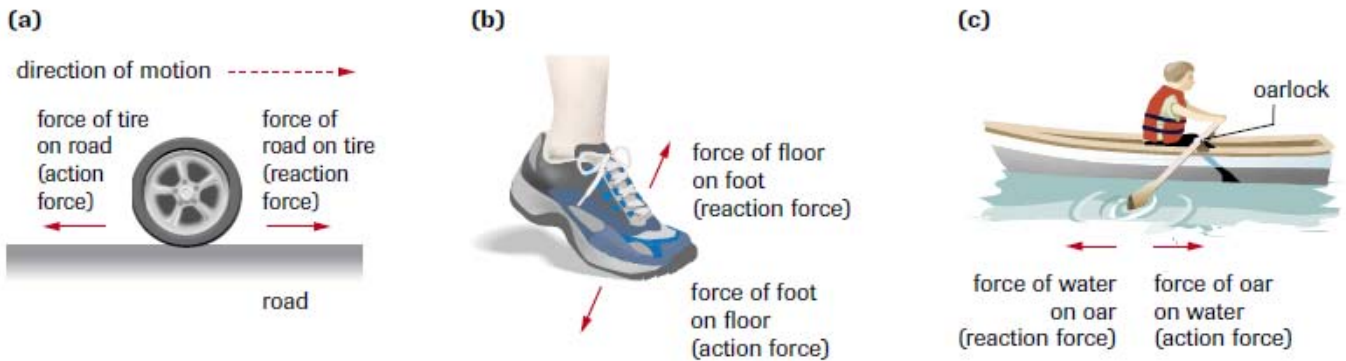 (a)
direction of motion
force of tire
on road
(action
force)
force of
road on tire
(reaction
force)
road
(b)
force of floor
on foot
(reaction force)
force of foot
on floor
(action force)
(c)
oarlock
force of water
on oar
(reaction force)
force of oar
on water
(action force)